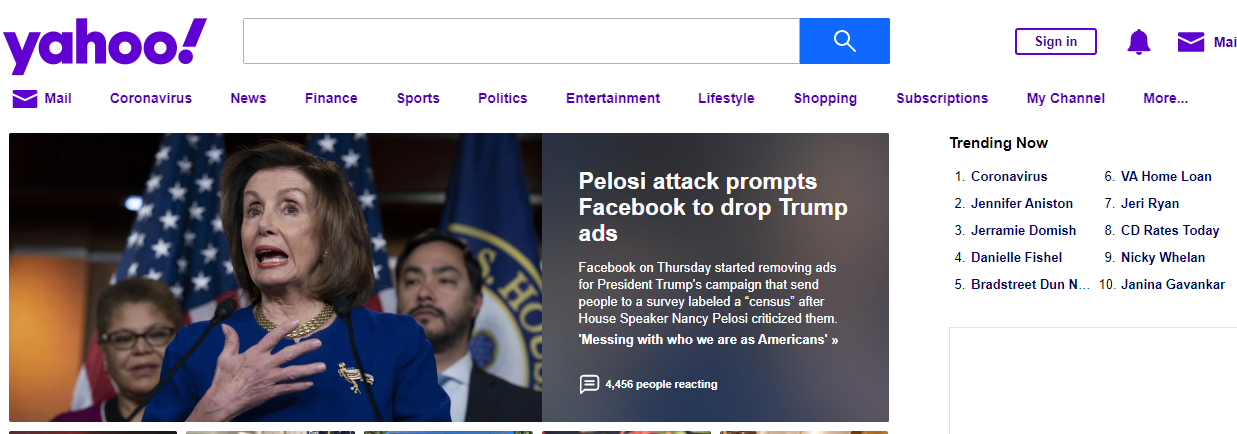 yahoo!
Sign in
Mai
Mail Coronavirus News Finance Sports Politics Entertainment Lifestyle Shopping Subscriptions My Channel More...
Pelosi attack prompts
Facebook to drop Trump
ads
Facebook on Thursday started removing ads
for President Trump's campaign that send
people to a survey labeled a “census” after
House Speaker Nancy Pelosi criticized them.
'Messing with who we are as Americans' »
4,456 people reacting
S. HOUS
Trending Now
1. Coronavirus
2. Jennifer Aniston
3. Jerramie Domish
4. Danielle Fishel
5. Bradstreet Dun N...
6. VA Home Loan
7. Jeri Ryan
8. CD Rates Today
9. Nicky Whelan
10. Janina Gavankar